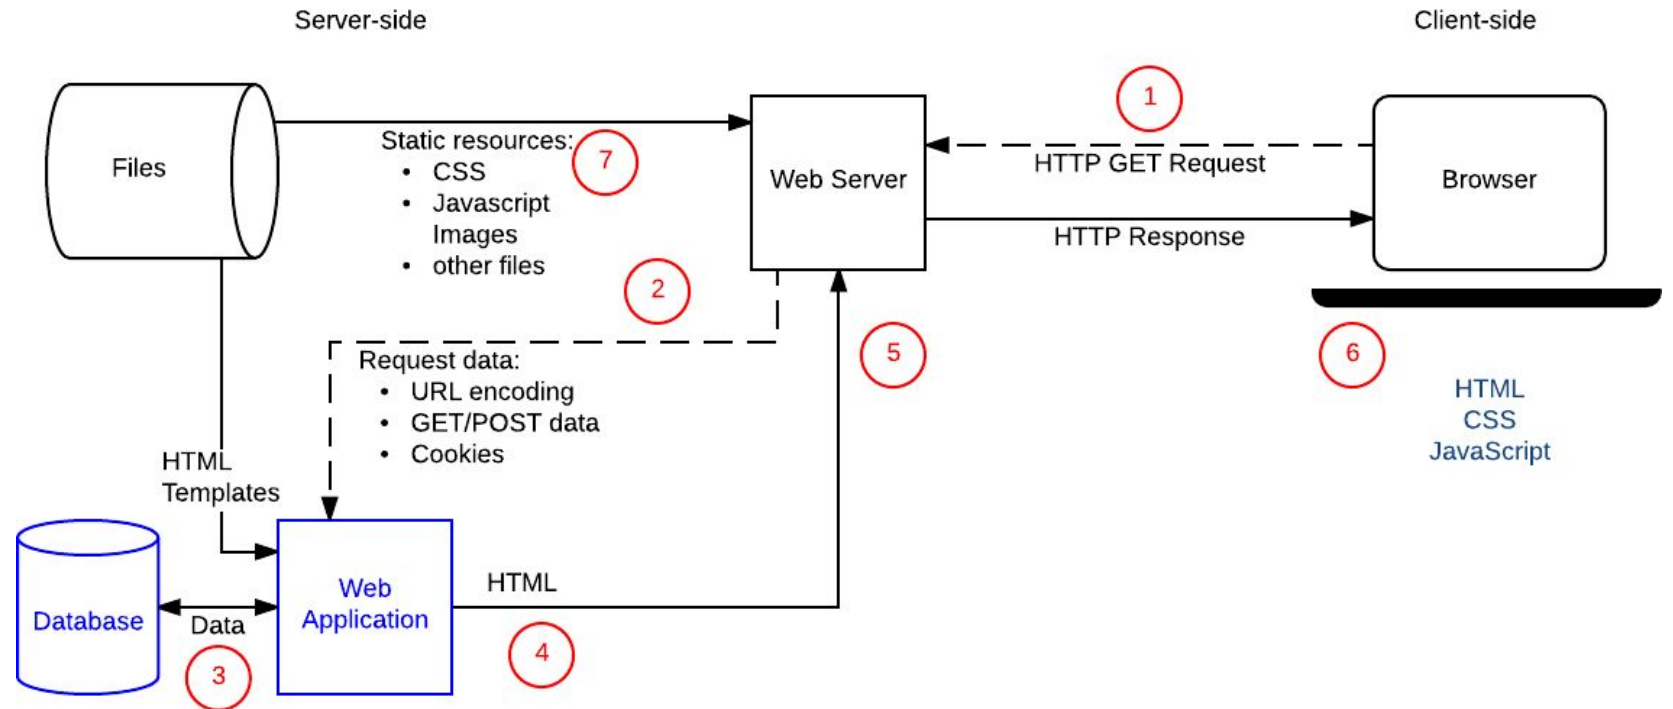 Server-side
Client-side
Files
Static resources:
• CSS
• Javascript
Images
• other files
7
Web Server
1
HTTP GET Request
HTTP Response
Browser
2
Request data:
• URL encoding
• GET/POST data
• Cookies
5
6
HTML
CSS
JavaScript
HTML
Templates
Database
Data
3
Web
Application
HTML
4